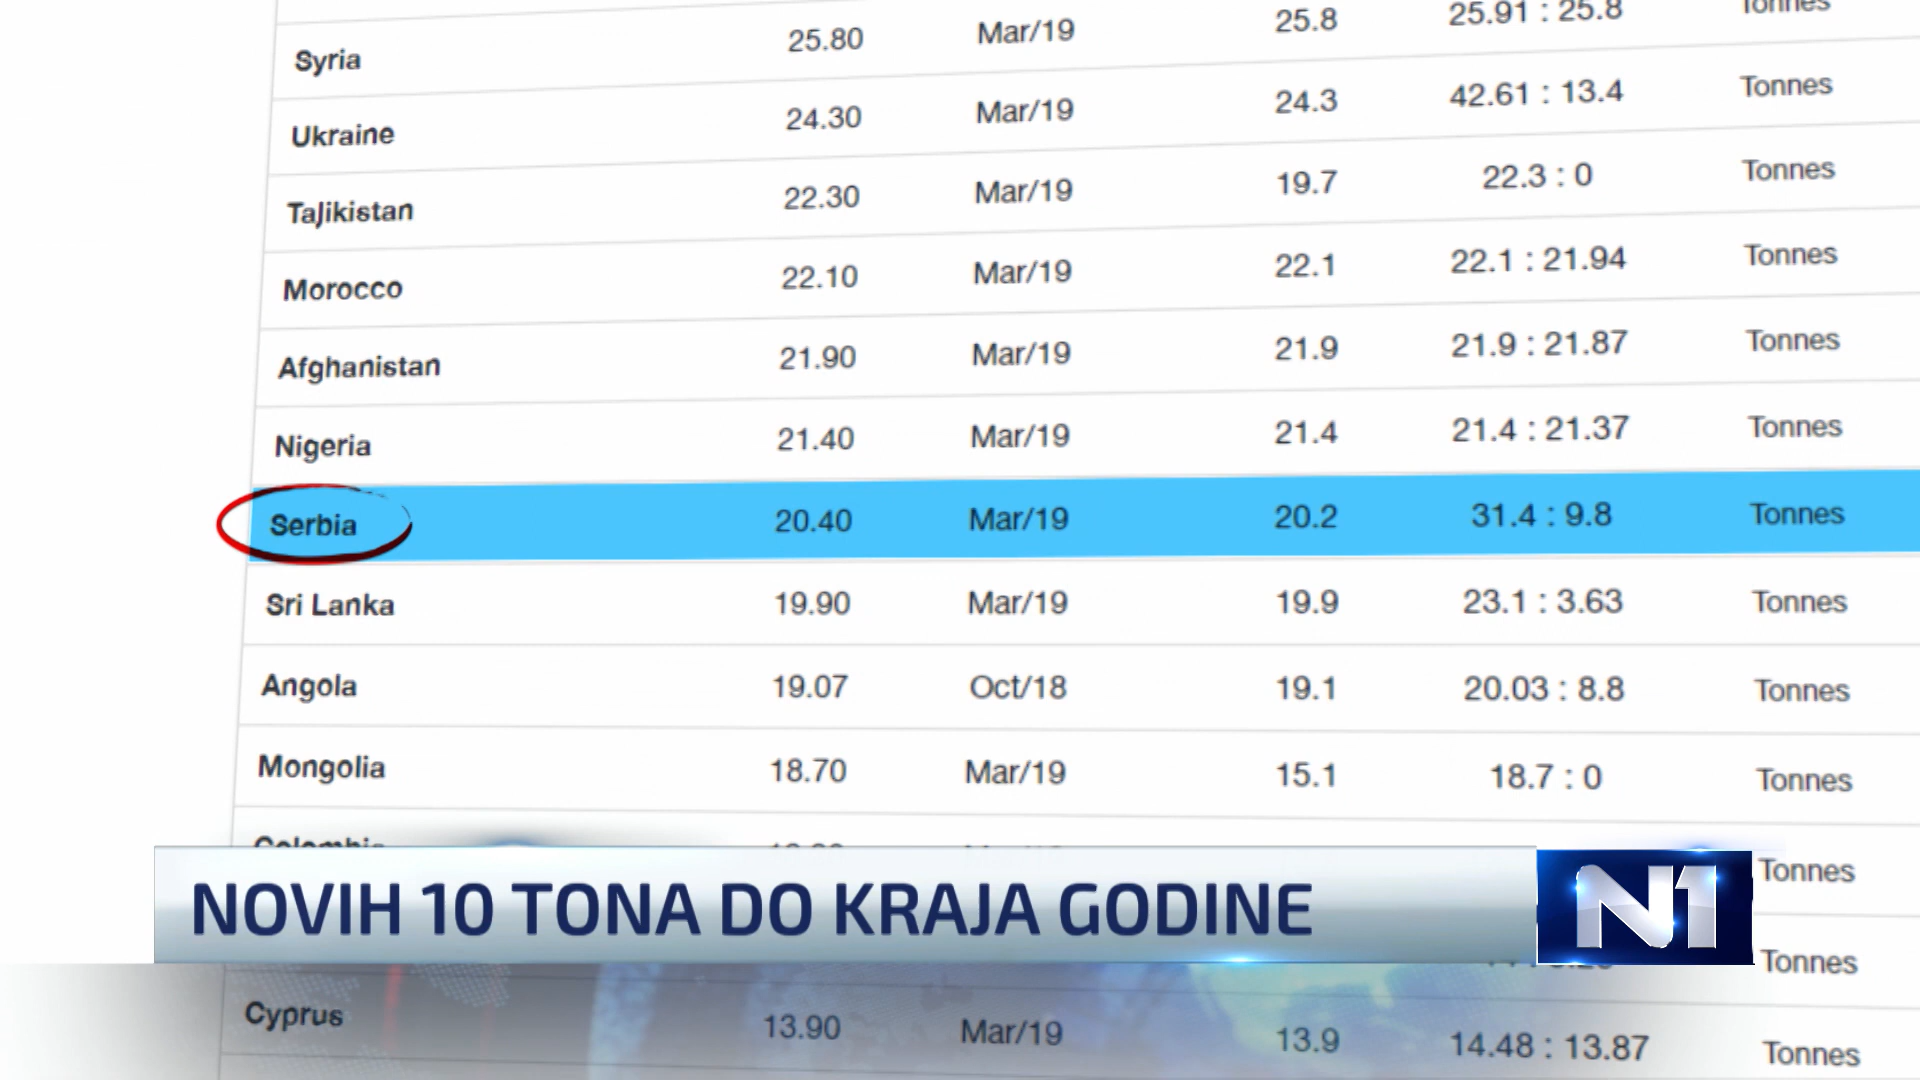 Tonnes
Syria 25.80 Mar/19 25.8 25.91 : 25.8
Ukraine 24.30 Mar/19 24.3 42.61 : 13.4 Tonnes
Tajikistan 22.30 Mar/19 19.7 22.3 : 0 Tonnes
Morocco 22.10 Mar/19 22.1 22.1 : 21.94 Tonnes
Afghanistan 21.90 Mar/19 21.9 21.9 : 21.87 Tonnes
Nigeria 21.40 Mar/19 21.4 21.4 : 21.37 Tonnes
Serbia 20.40 Mar/19 20.2 31.4 : 9.8 Tonnes
Sri Lanka 19.90 Mar/19 19.9 23.1 : 3.63 Tonnes
Angola 19.07 Oct/18 19.1 20.03 : 8.8 Tonnes
Mongolia 18.70 Mar/19 15.1 18.7 : 0 Tonnes
Colombia Tonnes
NOVIH 10 TONA DO KRAJA GODINE N1
Tonnes
Cyprus 13.90 Mar/19 13.9 14.48 : 13.87 Tonnes